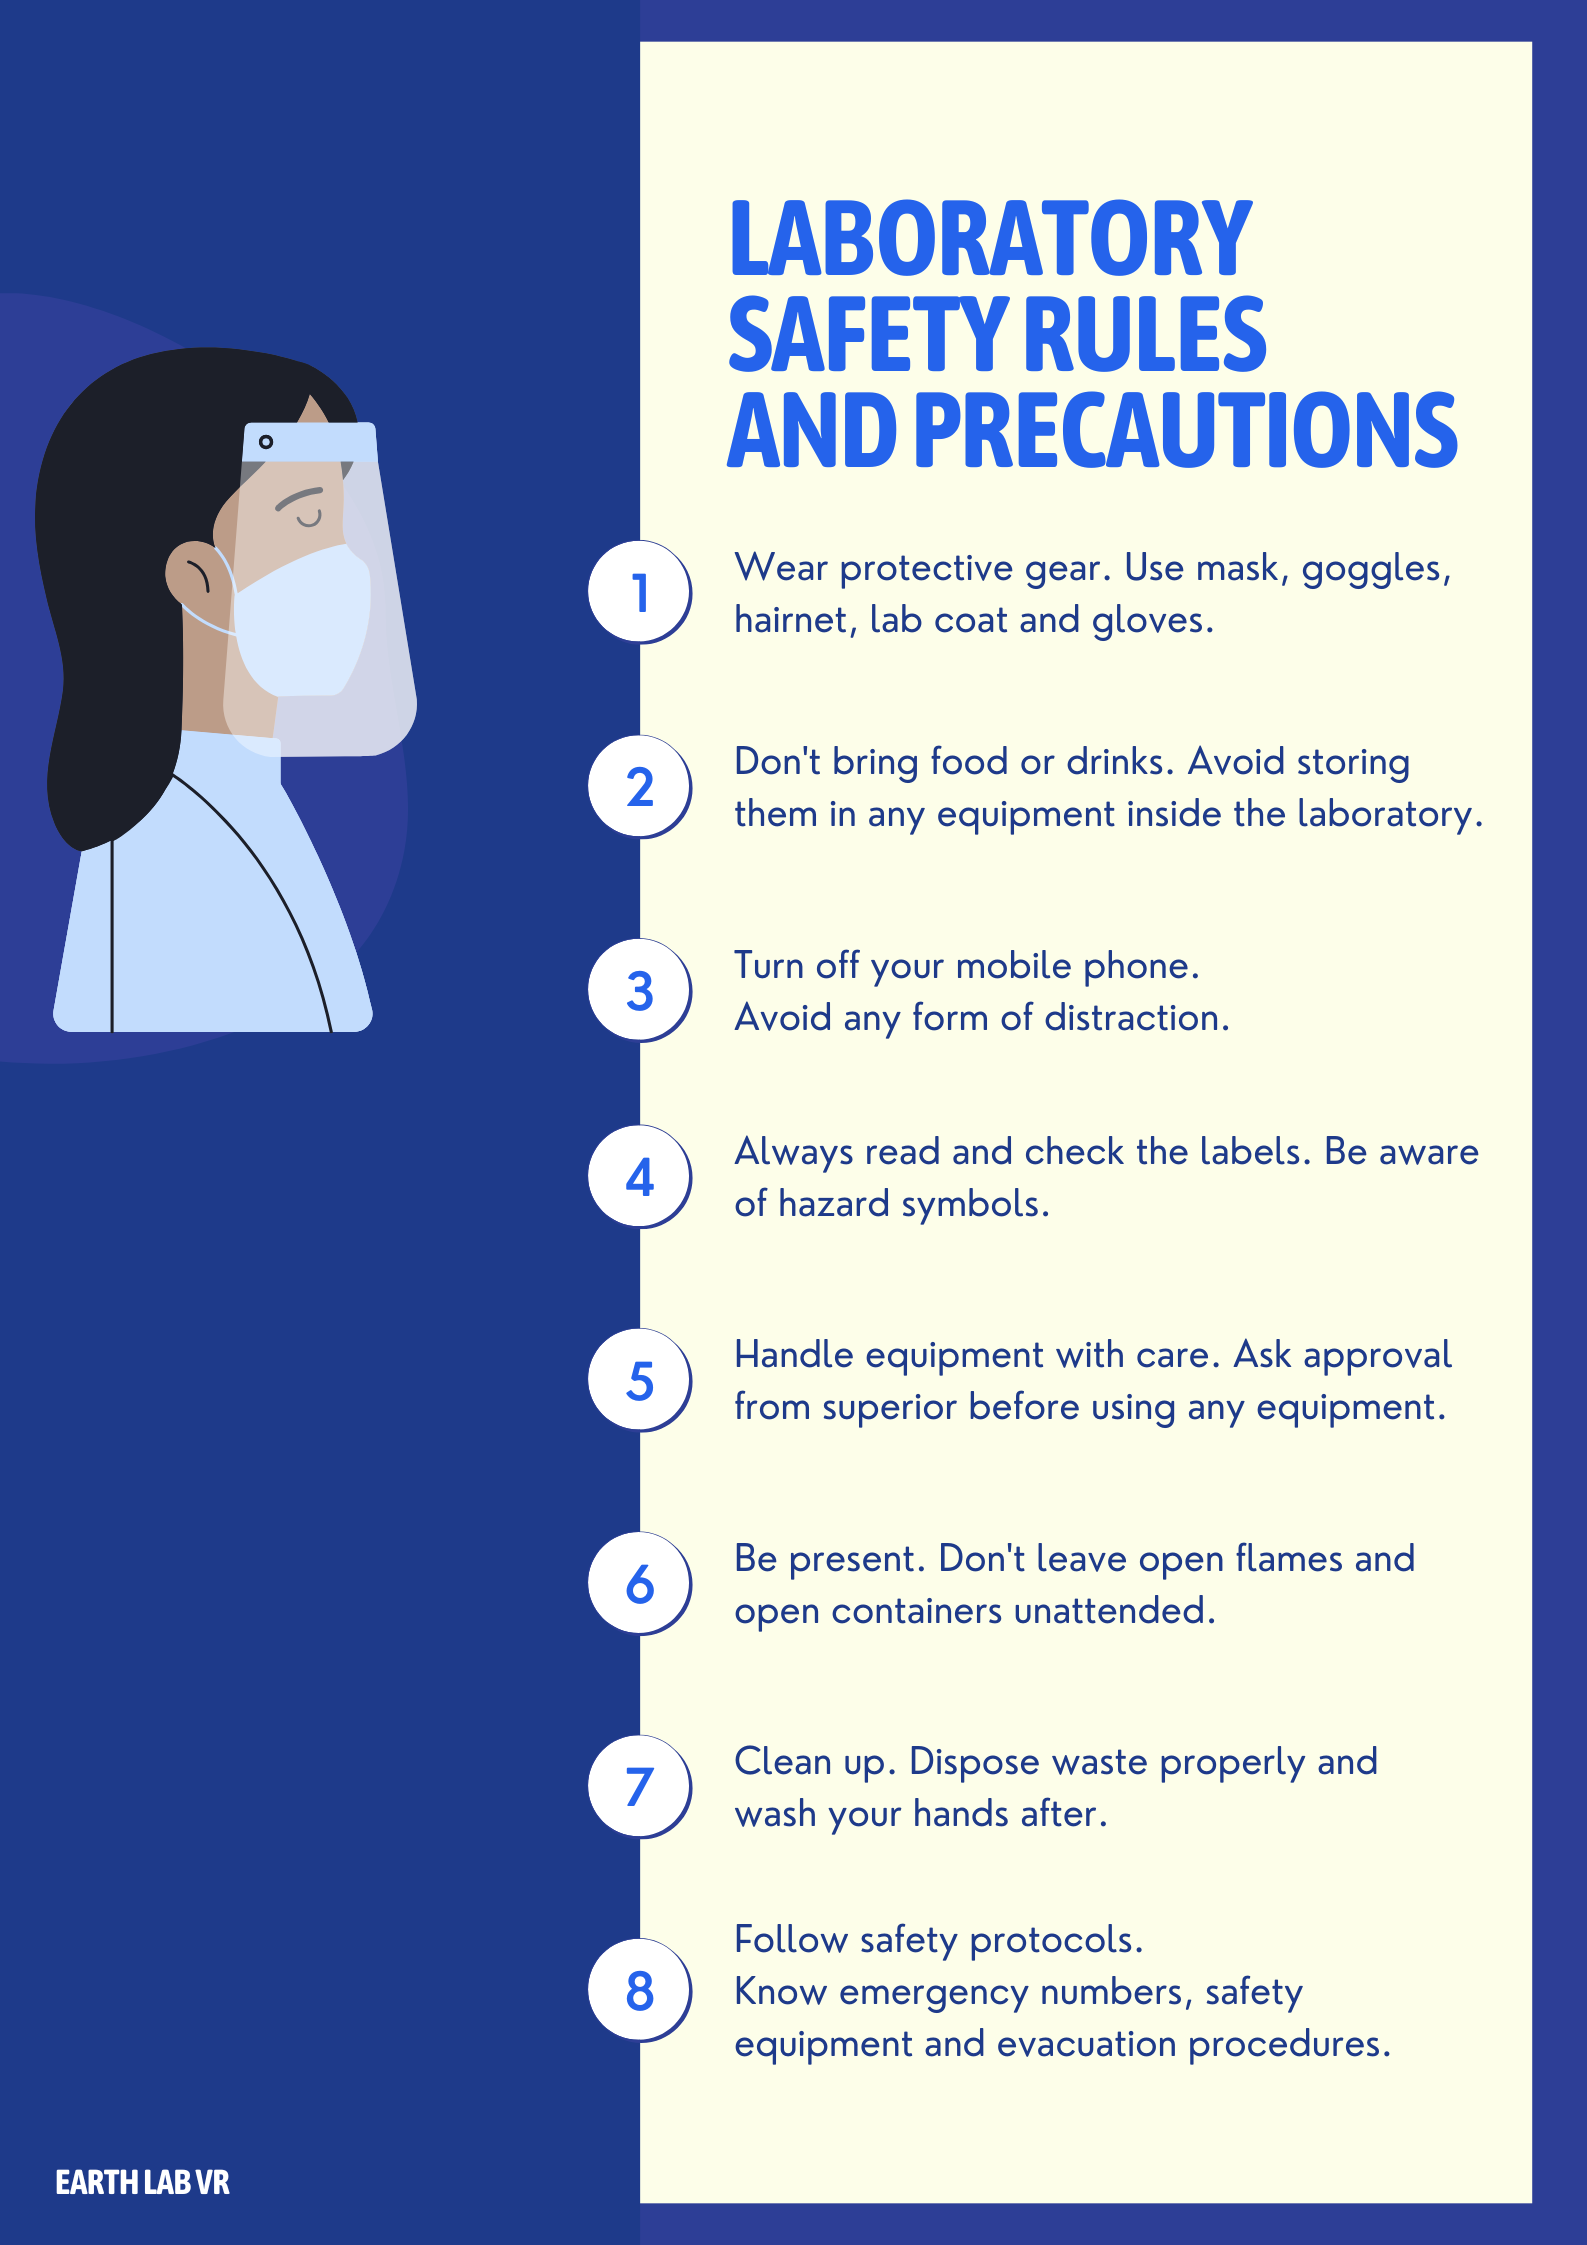 LABORATORY
SAFETY RULES
AND PRECAUTIONS
1
Wear protective gear. Use mask, goggles,
hairnet, lab coat and gloves.
2
Don't bring food or drinks. Avoid storing
them in any equipment inside the laboratory.
3
Turn off your mobile phone.
Avoid any form of distraction.
4
Always read and check the labels. Be aware
of hazard symbols.
5
Handle equipment with care. Ask approval
from superior before using any equipment.
6
Be present. Don't leave open flames and
open containers unattended.
7
Clean up. Dispose waste properly and
wash your hands after.
8
Follow safety protocols.
Know emergency numbers, safety
equipment and evacuation procedures.
EARTH LAB VR